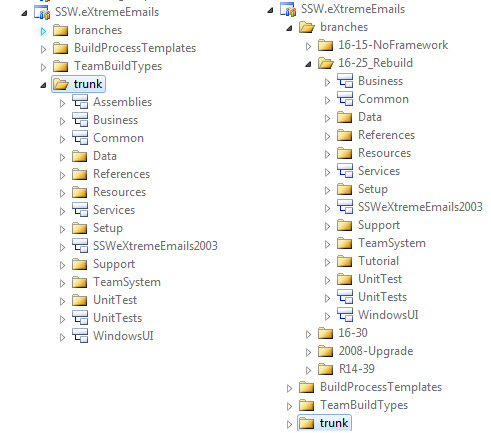 SSW.eXtremeEmails
branches
BuildProcessTemplates
TeamBuildTypes
trunk
Assemblies
Business
Common
Data
References
Resources
Services
Setup
SSWeXtremeEmails2003
Support
TeamSystem
UnitTest
UnitTests
WindowsUI
SSW.eXtremeEmails
branches
16-15-NoFramework
16-25_Rebuild
Business
Common
Data
References
Resources
Services
Setup
SSWeXtremeEmails2003
Support
TeamSystem
Tutorial
UnitTest
UnitTests
WindowsUI
16-30
2008-Upgrade
R14-39
BuildProcessTemplates
TeamBuildTypes
trunk